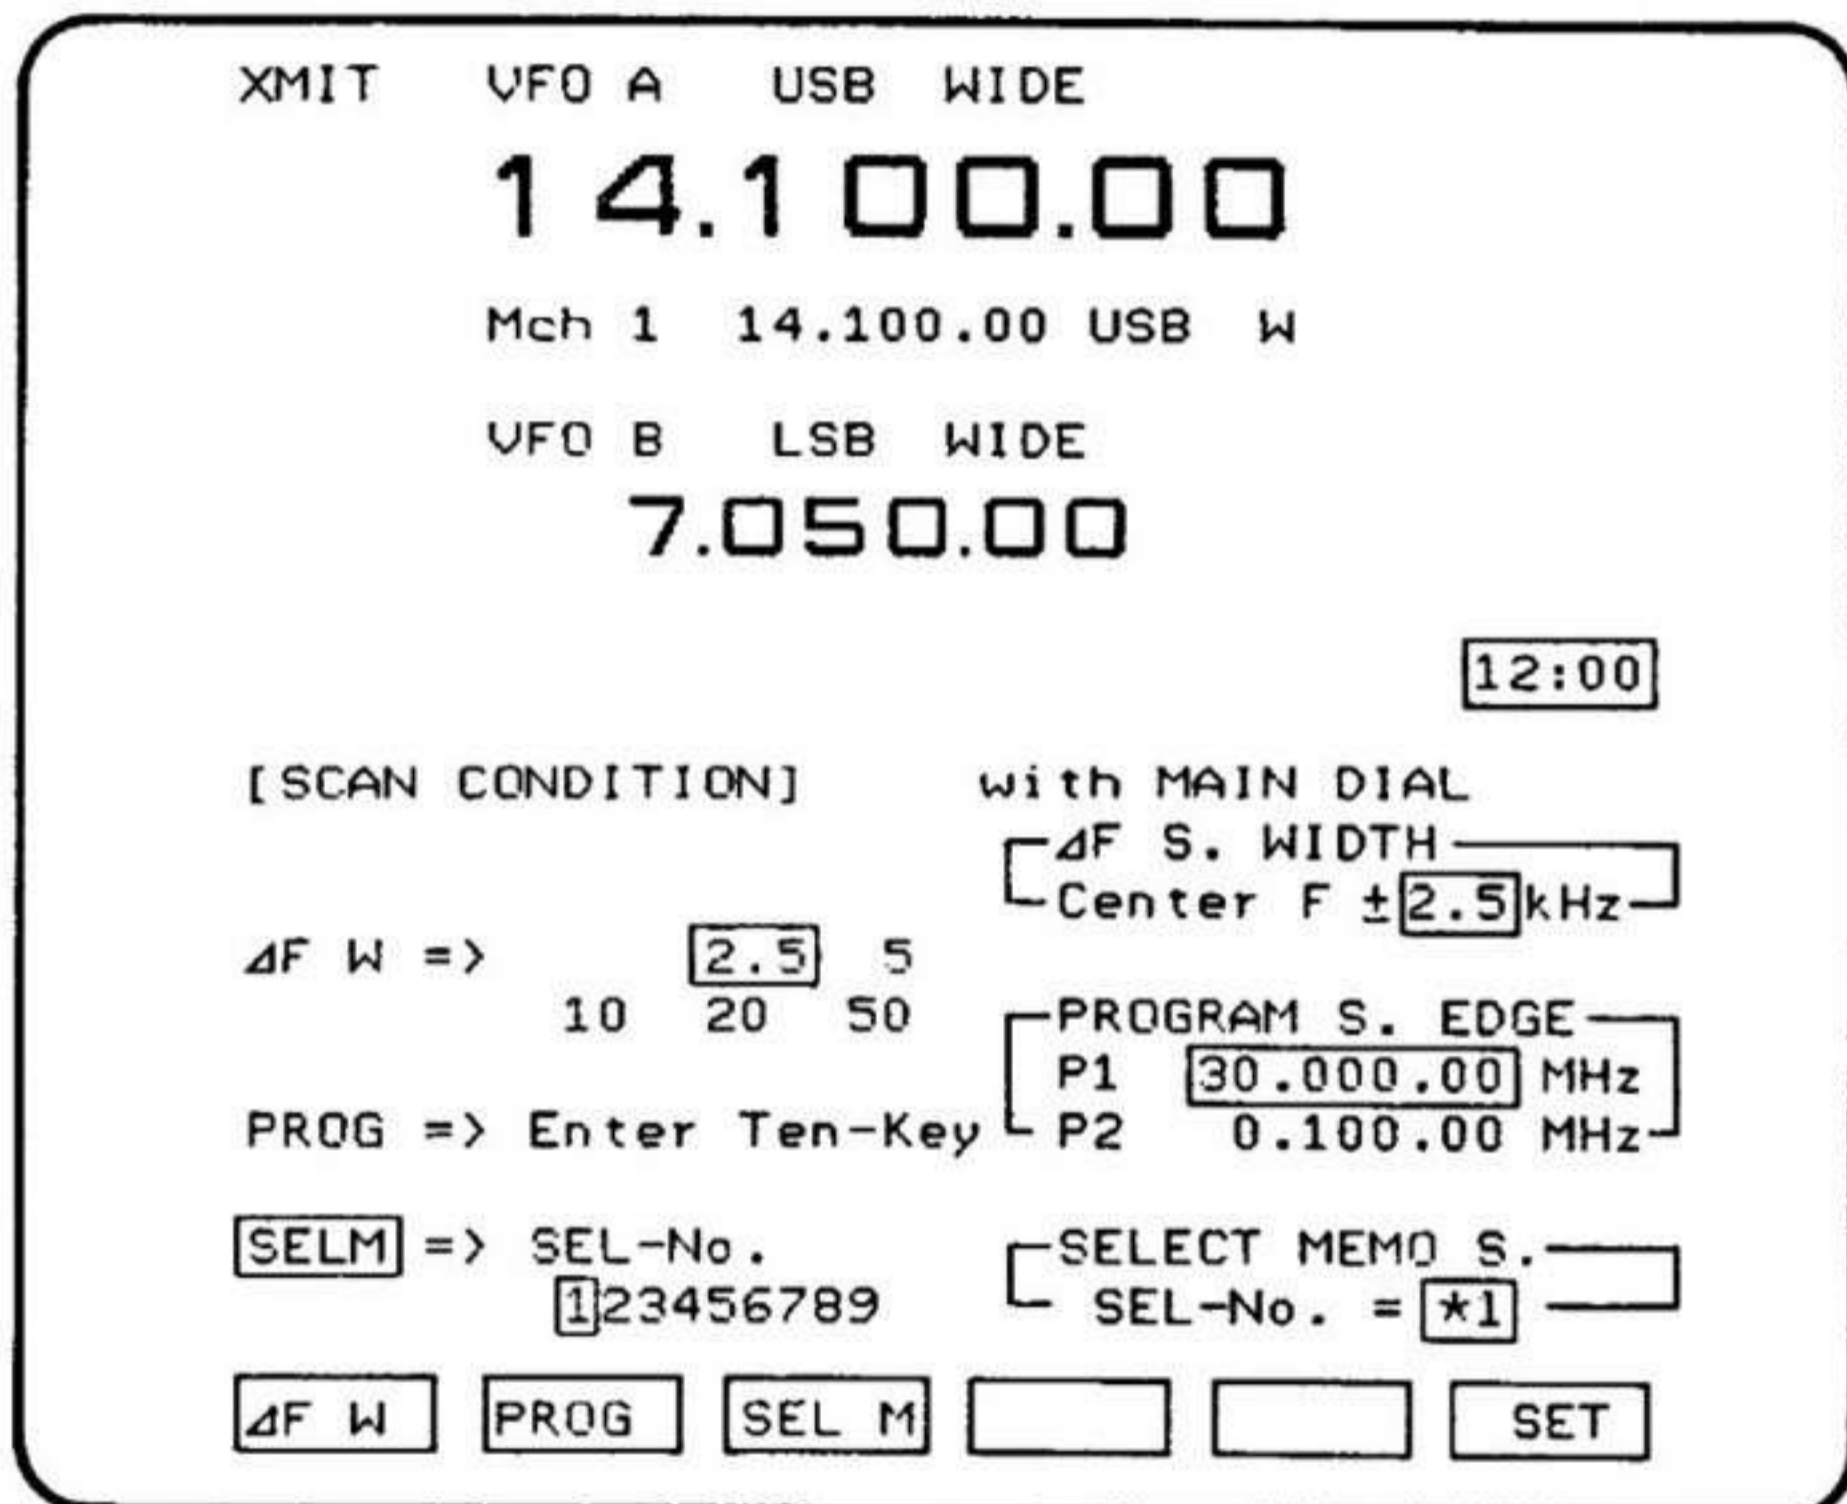 XMIT VFO A USB WIDE
14.100.00
Mch 1 14.100.00 USB W
VFO B LSB WIDE
7.050.00
12:00
[SCAN CONDITION] with MAIN DIAL
⊿F S. WIDTH
Center F ±2.5kHz
⊿F W => 2.5 5
10 20 50
PROGRAM S. EDGE
P1 30.000.00 MHz
PROG => Enter Ten-Key P2 0.100.00 MHz
SELM => SEL-No. SELECT MEMO S.
123456789 SEL-No. = *1
⊿F W PROG SEL M SET